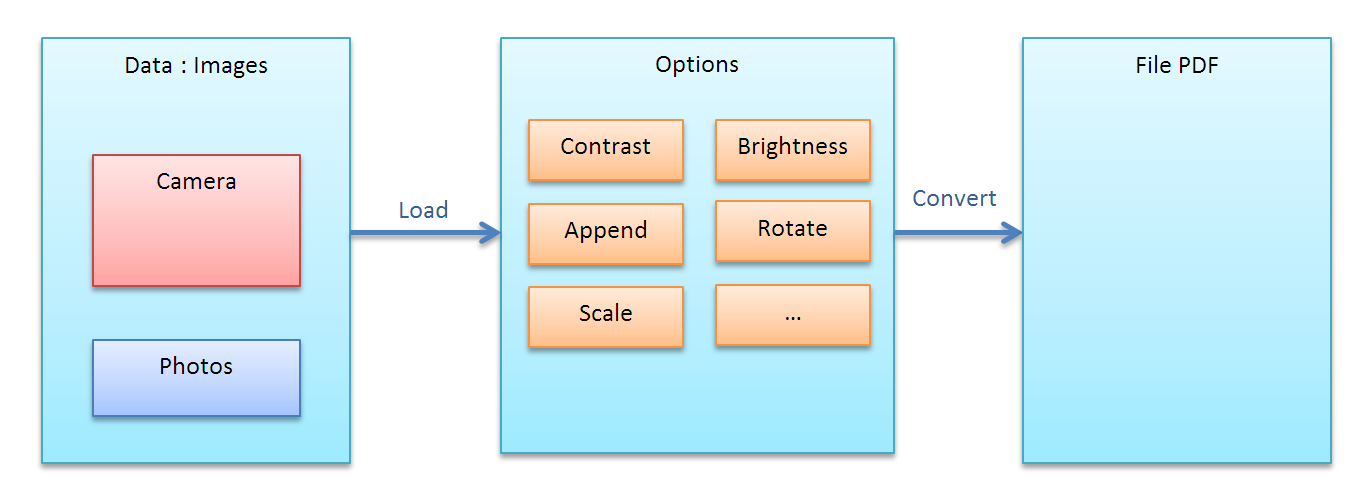 Data : Images
Camera
Photos
Load
Options
Contrast
Brightness
Append
Rotate
Scale
...
Convert
File PDF